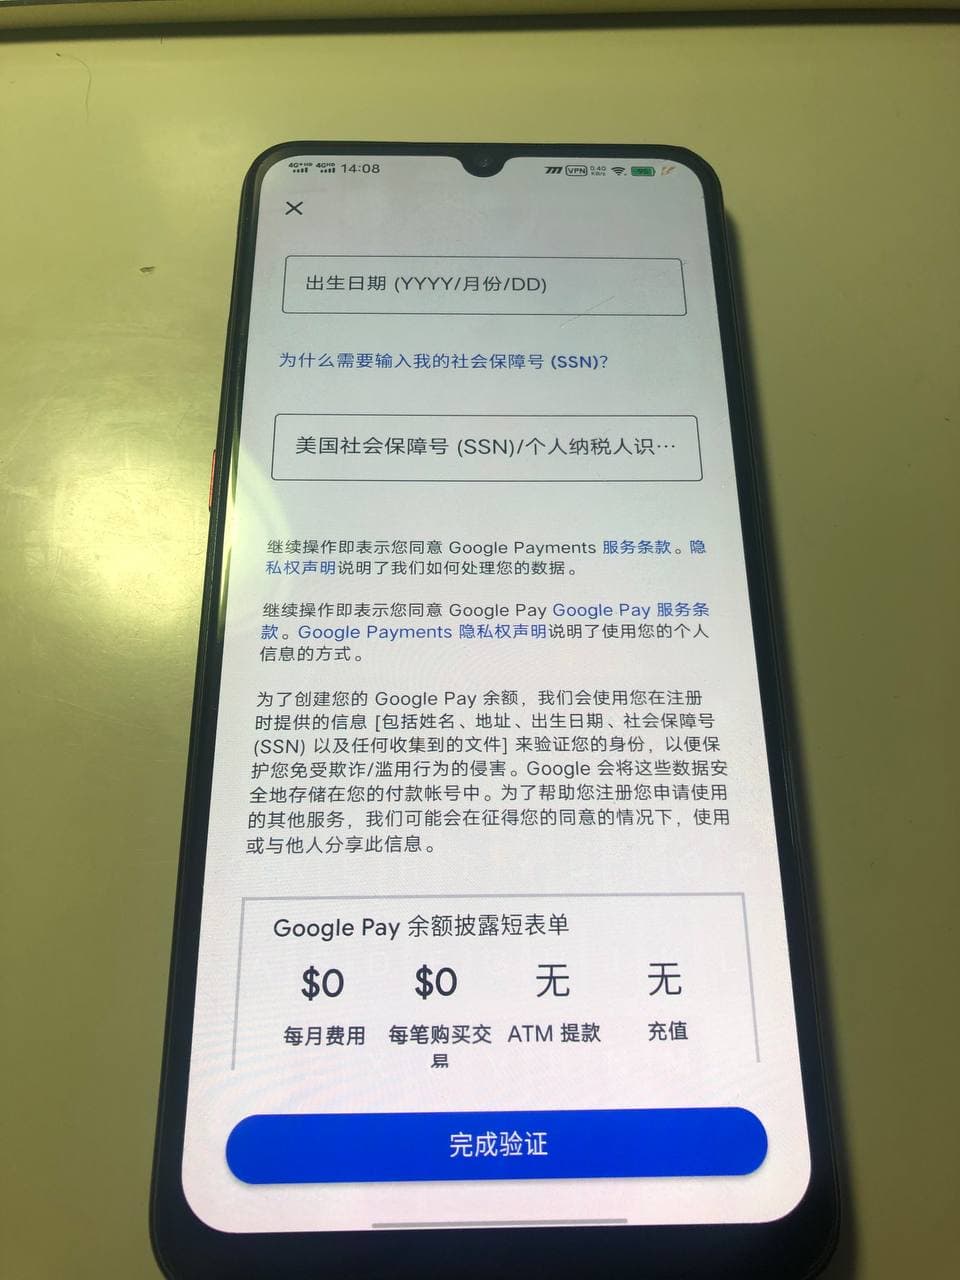 4G+HD 4GHD 14:08 VPN 0.40 KB/s 95
×
出生日期 (YYYY/月份/DD)
为什么需要输入我的社会保障号 (SSN)?
美国社会保障号 (SSN)/个人纳税人识…
继续操作即表示您同意 Google Payments 服务条款。隐
私权声明说明了我们如何处理您的数据。
继续操作即表示您同意 Google Pay Google Pay 服务条
款。Google Payments 隐私权声明说明了使用您的个人
信息的方式。
为了创建您的 Google Pay 余额，我们会使用您在注册
时提供的信息 [包括姓名、地址、出生日期、社会保障号
(SSN) 以及任何收集到的文件] 来验证您的身份，以便保
护您免受欺诈/滥用行为的侵害。Google 会将这些数据安
全地存储在您的付款帐号中。为了帮助您注册您申请使用
的其他服务，我们可能会在征得您的同意的情况下，使用
或与他人分享此信息。
Google Pay 余额披露短表单
$0 $0 无 无
每月费用 每笔购买交 ATM 提款 充值
易
完成验证